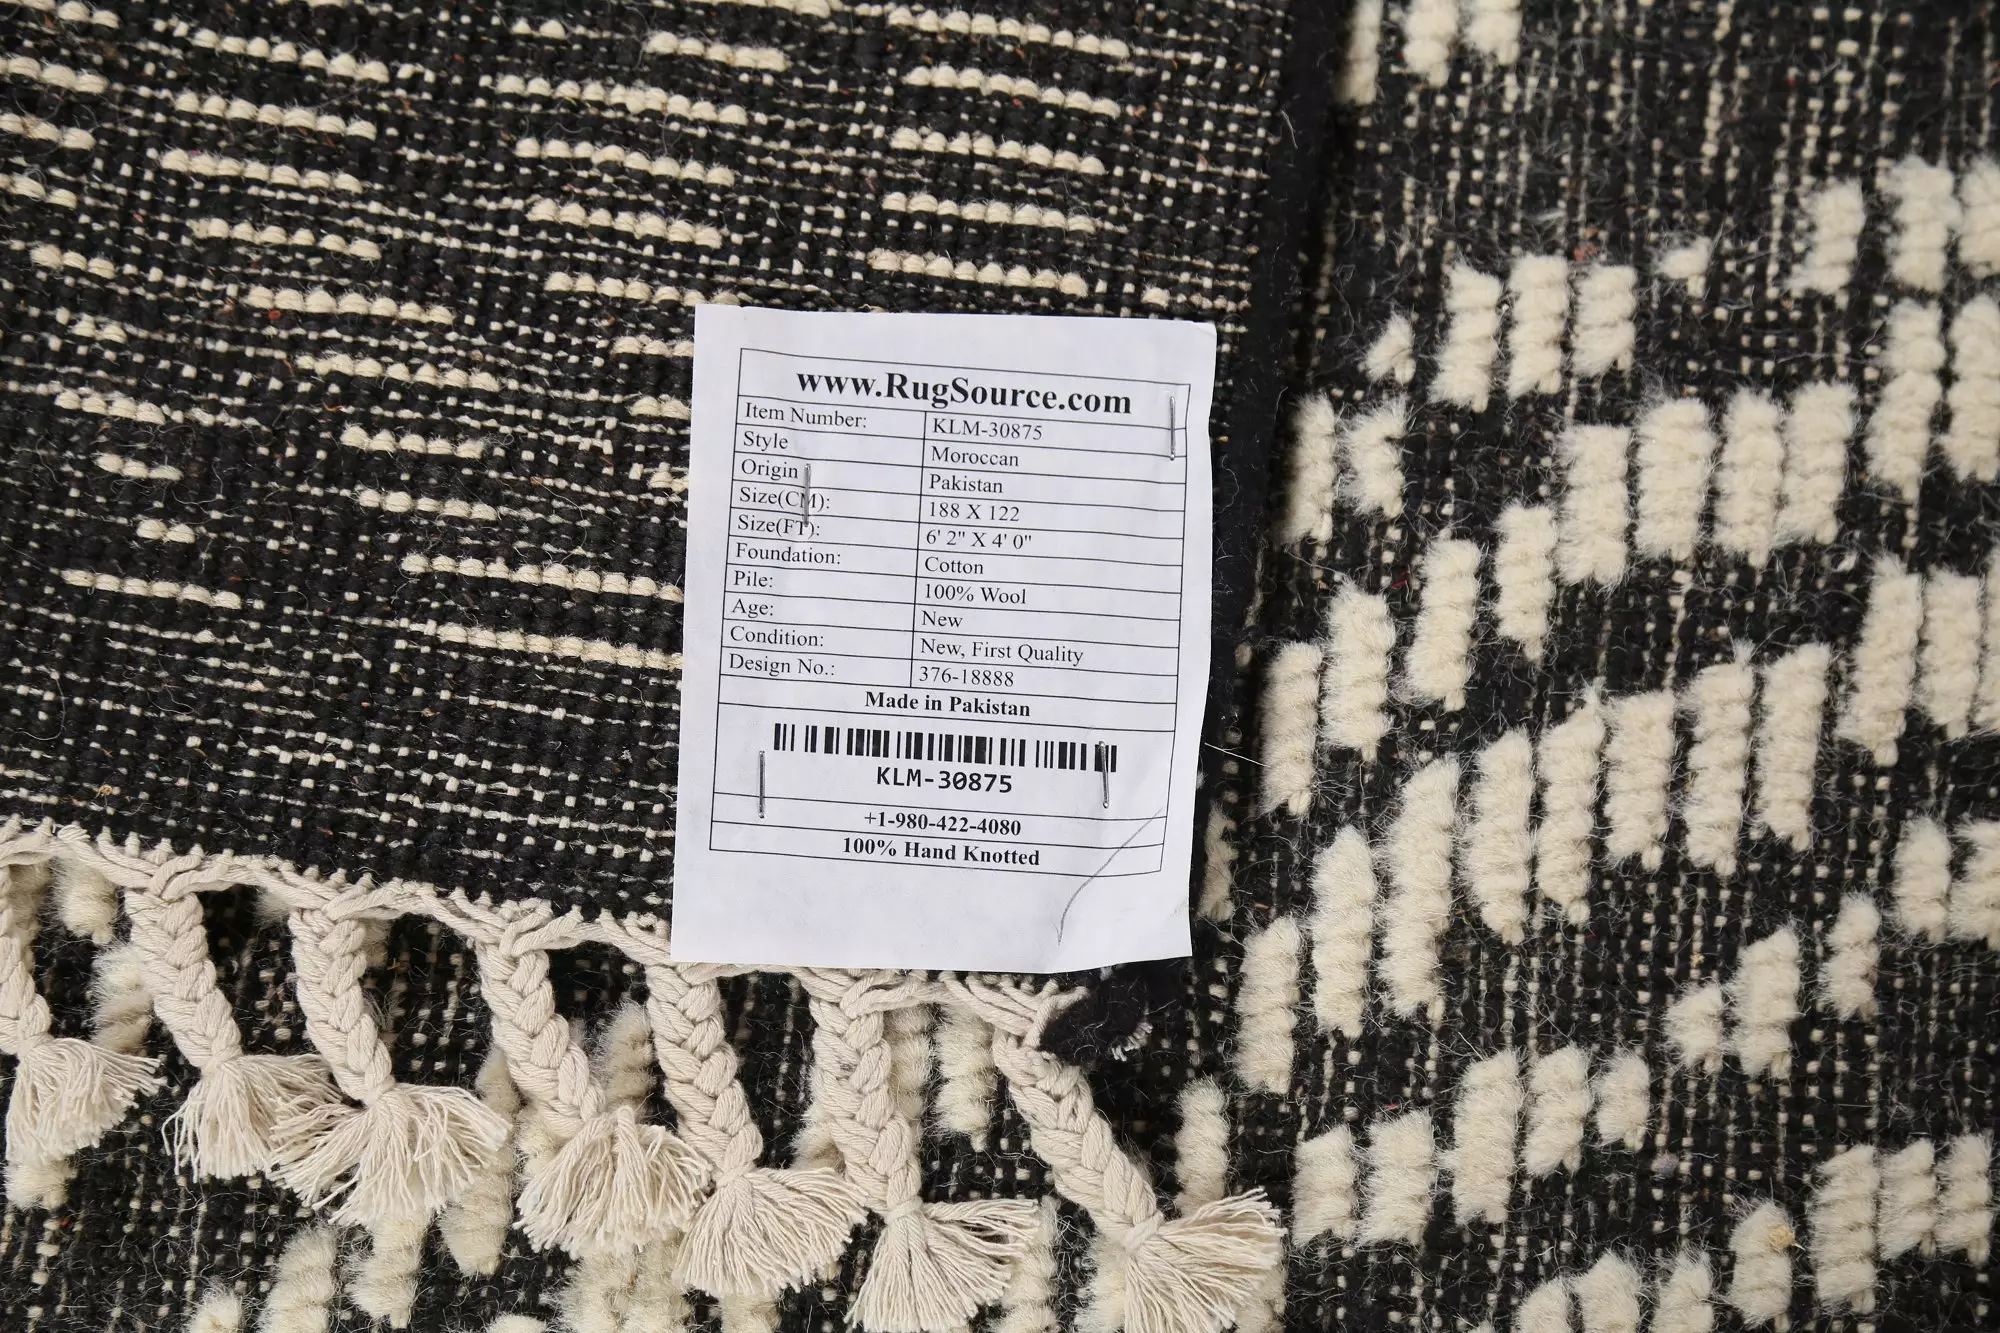 www.RugSource.com
Item Number: KLM-30875
Style Moroccan
Origin Pakistan
Size(CM): 188 X 122
Size(FT): 6' 2" X 4' 0"
Foundation: Cotton
Pile: 100% Wool
Age: New
Condition: New, First Quality
Design No.: 376-18888
Made in Pakistan
KLM-30875
+1-980-422-4080
100% Hand Knotted